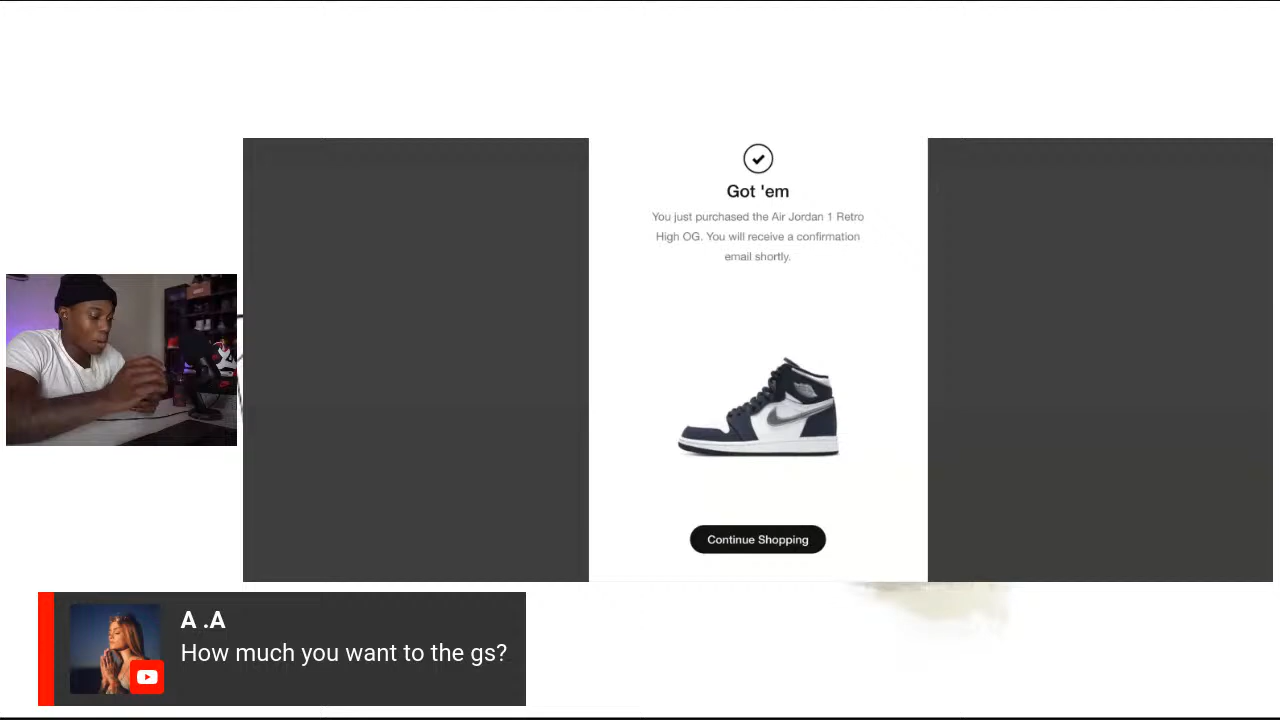 Got 'em
You just purchased the Air Jordan 1 Retro
High OG. You will receive a confirmation
email shortly.
Continue Shopping
A .A
How much you want to the gs?